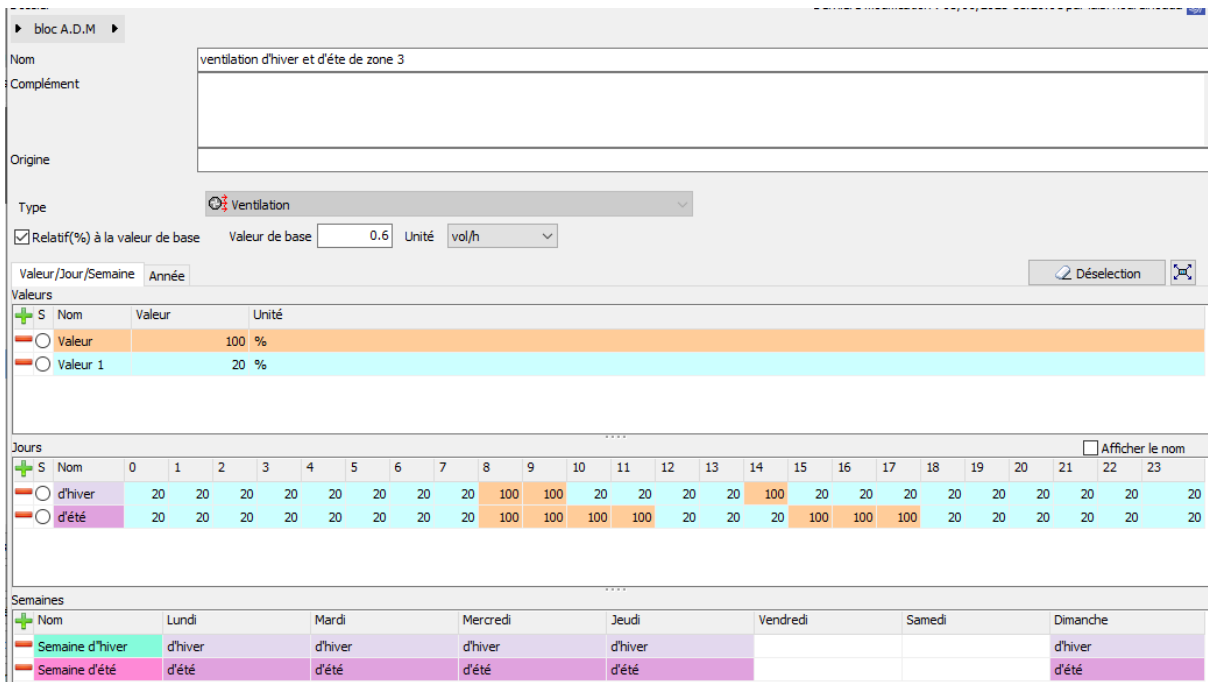 bloc A.D.M
Nom ventilation d'hiver et d'éte de zone 3
Complément
Origine
Type Ventilation
Relatif(%) à la valeur de base Valeur de base 0.6 Unité vol/h
Valeur/Jour/Semaine Année Déselection
Valeurs
S Nom Valeur Unité
Valeur 100 %
Valeur 1 20 %
Jours Afficher le nom
S Nom 0 1 2 3 4 5 6 7 8 9 10 11 12 13 14 15 16 17 18 19 20 21 22 23
d'hiver 20 20 20 20 20 20 20 20 100 100 20 20 20 20 100 20 20 20 20 20 20 20 20 20
d'été 20 20 20 20 20 20 20 20 100 100 100 100 20 20 20 100 100 100 20 20 20 20 20 20
Semaines
Nom Lundi Mardi Mercredi Jeudi Vendredi Samedi Dimanche
Semaine d"hiver d'hiver d'hiver d'hiver d'hiver d'hiver
Semaine d'été d'été d'été d'été d'été d'été